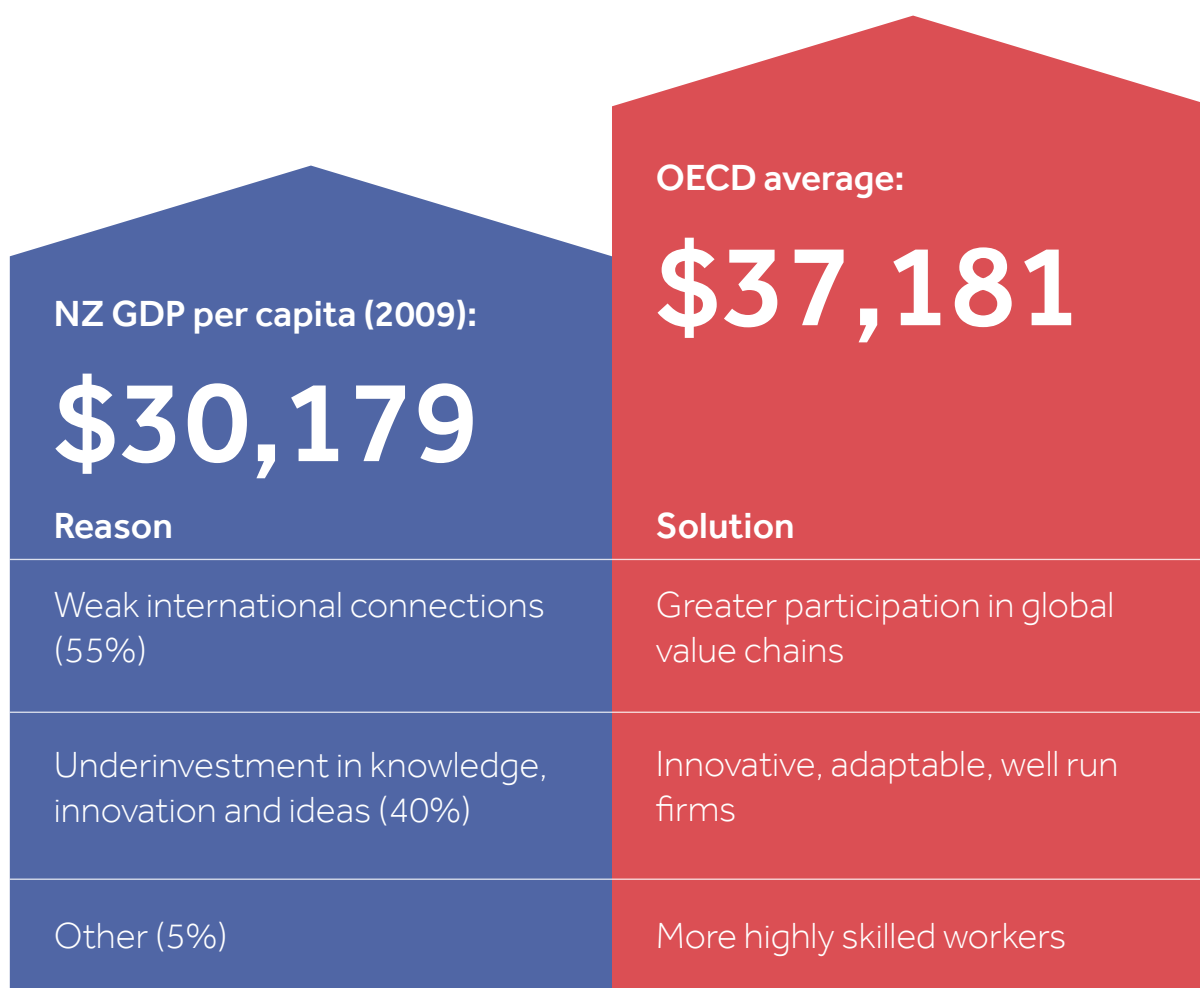 NZ GDP per capita (2009):
$30,179
OECD average:
$37,181
Reason
Solution
Weak international connections
(55%)
Greater participation in global
value chains
Underinvestment in knowledge,
innovation and ideas (40%)
Innovative, adaptable, well run
firms
Other (5%)
More highly skilled workers